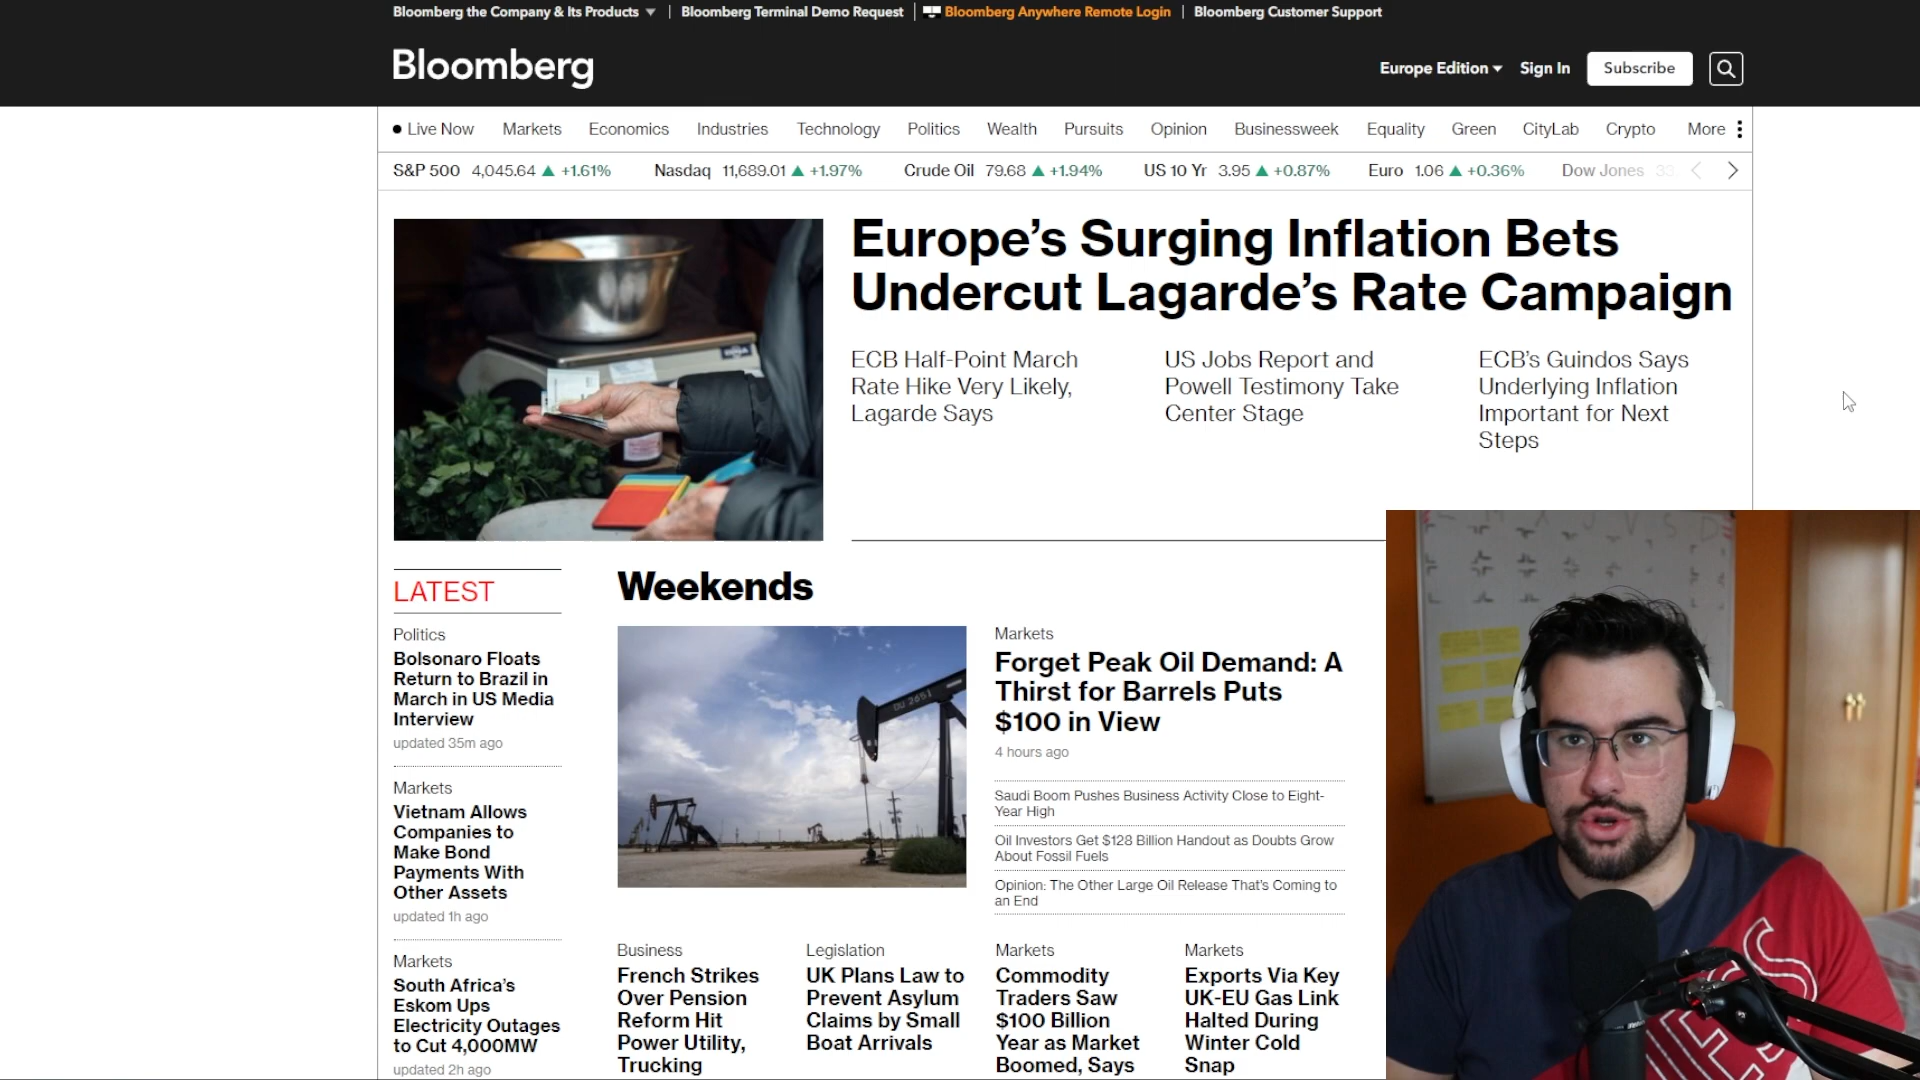 Bloomberg the Company & Its Products
Bloomberg Terminal Demo Request
Bloomberg Anywhere Remote Login
Bloomberg Customer Support
Bloomberg
Europe Edition
Sign In
Subscribe
Live Now
Markets
Economics
Industries
Technology
Politics
Wealth
Pursuits
Opinion
Businessweek
Equality
Green
CityLab
Crypto
More
S&P 500 4,045.64 ▲ +1.61%
Nasdaq 11,689.01 ▲ +1.97%
Crude Oil 79.68 ▲ +1.94%
US 10 Yr 3.95 ▲ +0.87%
Euro 1.06 ▲ +0.36%
Dow Jones 33
Europe’s Surging Inflation Bets
Undercut Lagarde’s Rate Campaign
ECB Half-Point March
Rate Hike Very Likely,
Lagarde Says
US Jobs Report and
Powell Testimony Take
Center Stage
ECB’s Guindos Says
Underlying Inflation
Important for Next
Steps
LATEST
Politics
Bolsonaro Floats
Return to Brazil in
March in US Media
Interview
updated 35m ago
Markets
Vietnam Allows
Companies to
Make Bond
Payments With
Other Assets
updated 1h ago
Markets
South Africa’s
Eskom Ups
Electricity Outages
to Cut 4,000MW
updated 2h ago
Weekends
OU 2651
Markets
Forget Peak Oil Demand: A
Thirst for Barrels Puts
$100 in View
4 hours ago
Saudi Boom Pushes Business Activity Close to Eight-
Year High
Oil Investors Get $128 Billion Handout as Doubts Grow
About Fossil Fuels
Opinion: The Other Large Oil Release That’s Coming to
an End
Business
French Strikes
Over Pension
Reform Hit
Power Utility,
Trucking
Legislation
UK Plans Law to
Prevent Asylum
Claims by Small
Boat Arrivals
Markets
Commodity
Traders Saw
$100 Billion
Year as Market
Boomed, Says
Markets
Exports Via Key
UK-EU Gas Link
Halted During
Winter Cold
Snap